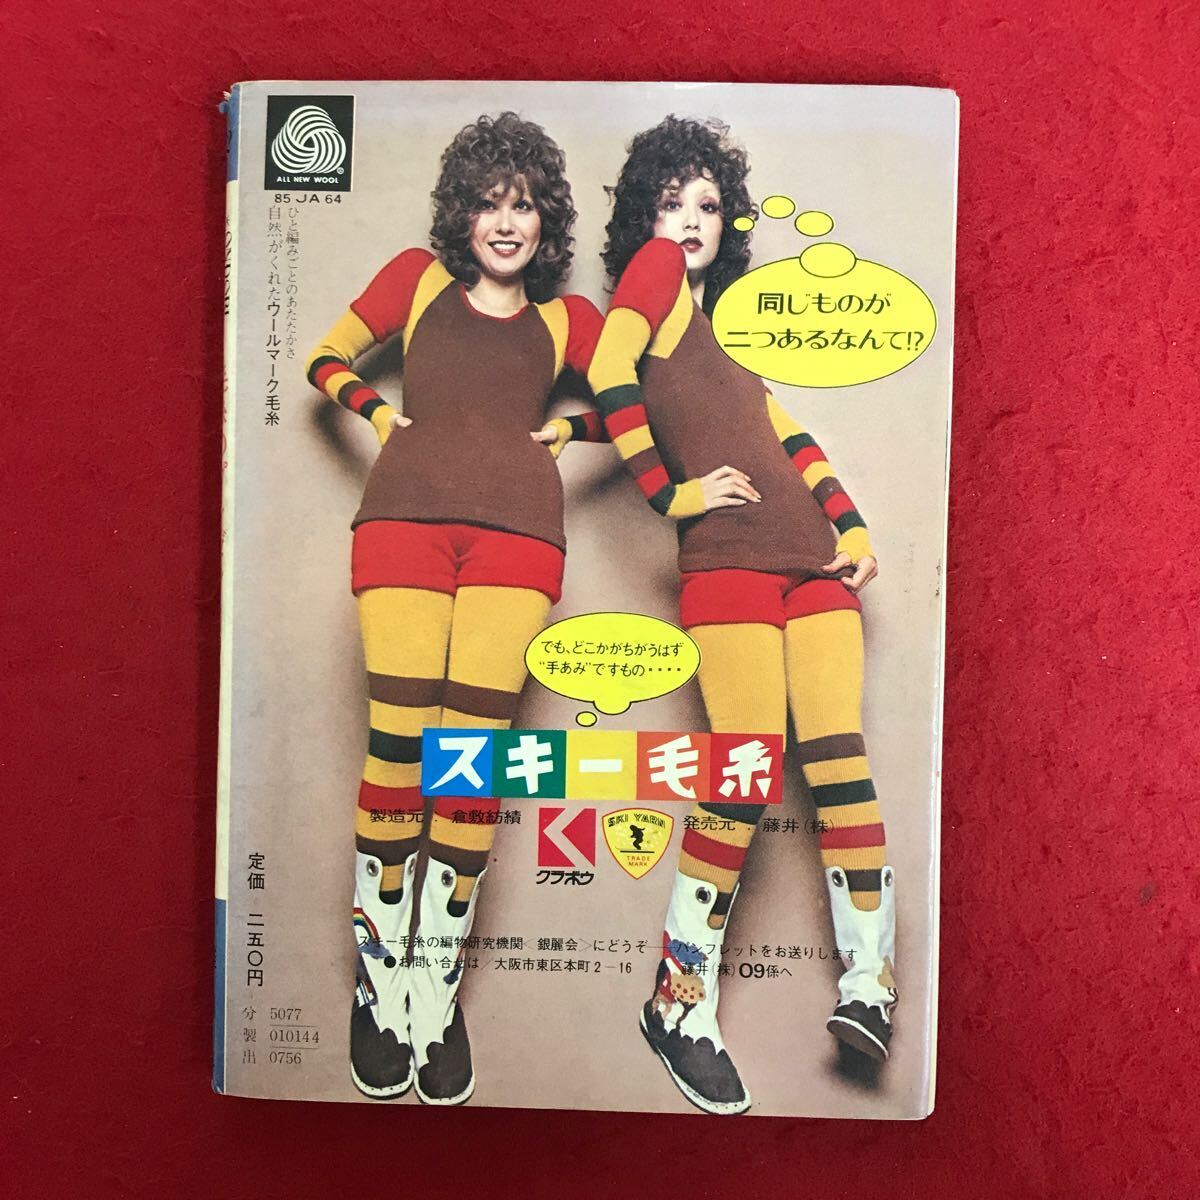 ALL NEW WOOL
85 JA 64
ひと編みごとのあたたかさ
自然がくれたウールマーク毛糸
同じものが
二つあるなんて!?
でも、どこかがちがうはず
“手あみ”ですもの・・・・
スキー毛糸
製造元：倉敷紡績
クラボウ
SKI YARN
TRADE
MARK
発売元：藤井(株)
スキー毛糸の編物研究機関＜銀麗会＞にどうぞ──パンフレットをお送りします
●お問い合せは／大阪市東区本町2－16 藤井(株)09係へ
定価 二五〇円
分 5077
製 010144
出 0756